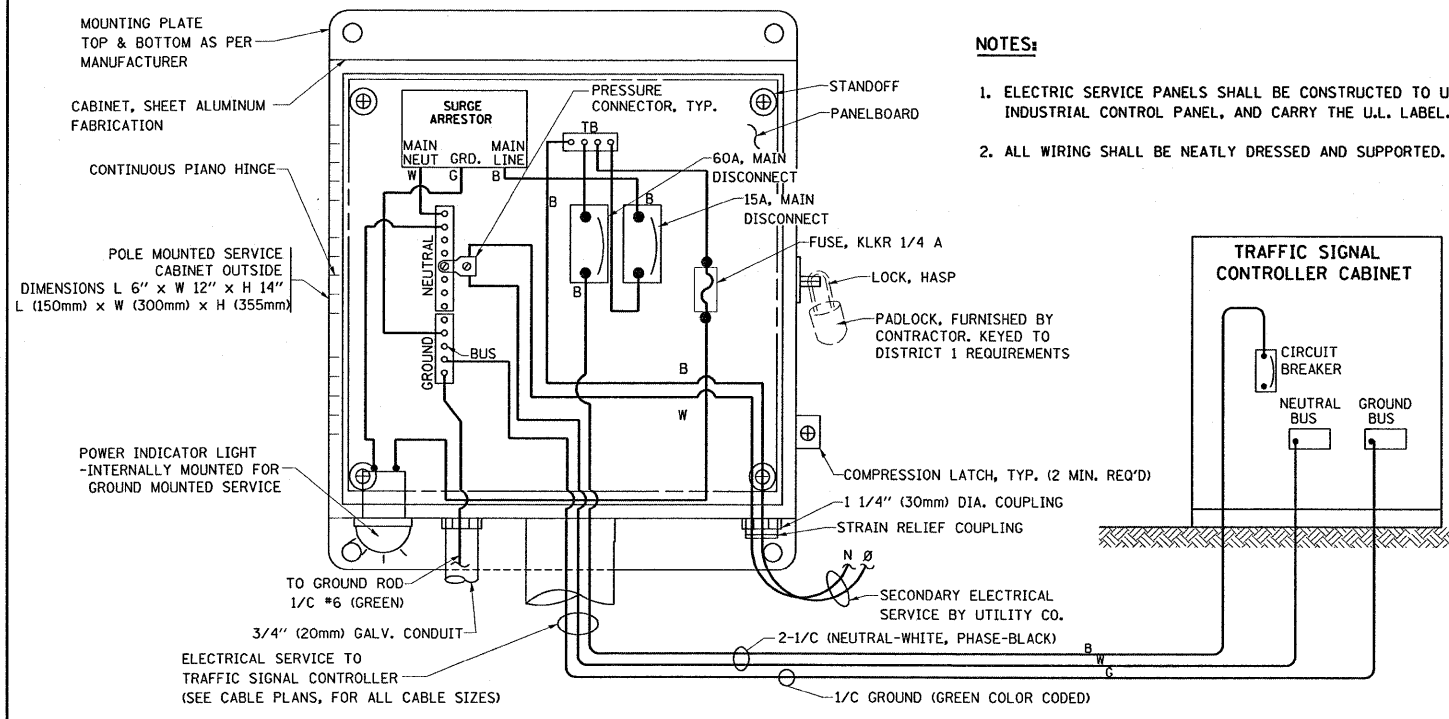 MOUNTING PLATE
TOP & BOTTOM AS PER
MANUFACTURER
CABINET, SHEET ALUMINUM
FABRICATION
CONTINUOUS PIANO HINGE
POLE MOUNTED SERVICE
CABINET OUTSIDE
DIMENSIONS L 6" x W 12" x H 14"
L (150mm) x W (300mm) x H (355mm)
POWER INDICATOR LIGHT
-INTERNALLY MOUNTED FOR
GROUND MOUNTED SERVICE
TO GROUND ROD
1/C #6 (GREEN)
3/4" (20mm) GALV. CONDUIT
ELECTRICAL SERVICE TO
TRAFFIC SIGNAL CONTROLLER
(SEE CABLE PLANS, FOR ALL CABLE SIZES)
SURGE
ARRESTOR
MAIN
NEUT
GRD.
MAIN
LINE
W
G
B
PRESSURE
CONNECTOR, TYP.
TB
60A, MAIN
DISCONNECT
15A, MAIN
DISCONNECT
B
B
B
NEUTRAL
GROUND
BUS
B
W
STANDOFF
PANELBOARD
FUSE, KLKR 1/4 A
LOCK, HASP
PADLOCK, FURNISHED BY
CONTRACTOR. KEYED TO
DISTRICT 1 REQUIREMENTS
COMPRESSION LATCH, TYP. (2 MIN. REQ'D)
1 1/4" (30mm) DIA. COUPLING
STRAIN RELIEF COUPLING
N Ø
SECONDARY ELECTRICAL
SERVICE BY UTILITY CO.
2-1/C (NEUTRAL-WHITE, PHASE-BLACK)
B
W
G
1/C GROUND (GREEN COLOR CODED)
NOTES:
1. ELECTRIC SERVICE PANELS SHALL BE CONSTRUCTED TO U
INDUSTRIAL CONTROL PANEL, AND CARRY THE U.L. LABEL.
2. ALL WIRING SHALL BE NEATLY DRESSED AND SUPPORTED.
TRAFFIC SIGNAL
CONTROLLER CABINET
CIRCUIT
BREAKER
NEUTRAL
BUS
GROUND
BUS